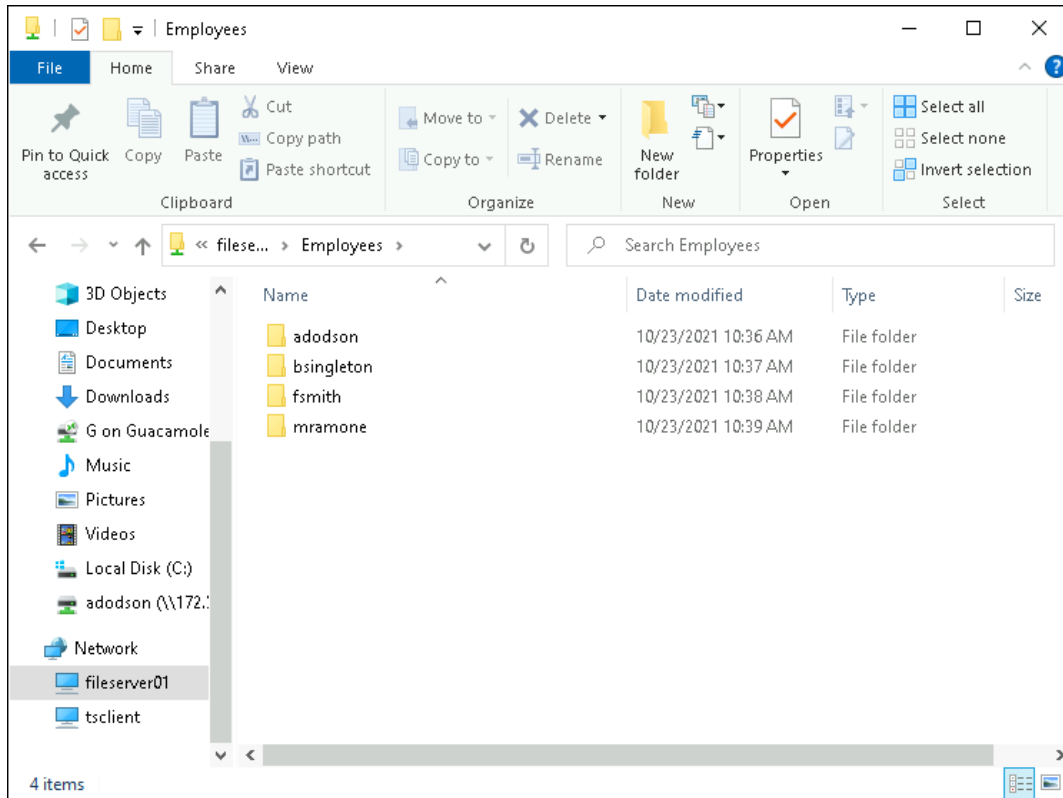 Employees
File Home Share View
Pin to Quick access
Copy
Paste
Cut
Copy path
Paste shortcut
Clipboard
Move to
Copy to
Delete
Rename
Organize
New folder
New
Properties
Open
Select all
Select none
Invert selection
Select
« filese... > Employees >
Search Employees
3D Objects
Desktop
Documents
Downloads
G on Guacamole
Music
Pictures
Videos
Local Disk (C:)
adodson (\\172.
Network
fileserver01
tsclient
Name Date modified Type Size
adodson 10/23/2021 10:36 AM File folder
bsingleton 10/23/2021 10:37 AM File folder
fsmith 10/23/2021 10:38 AM File folder
mramone 10/23/2021 10:39 AM File folder
4 items